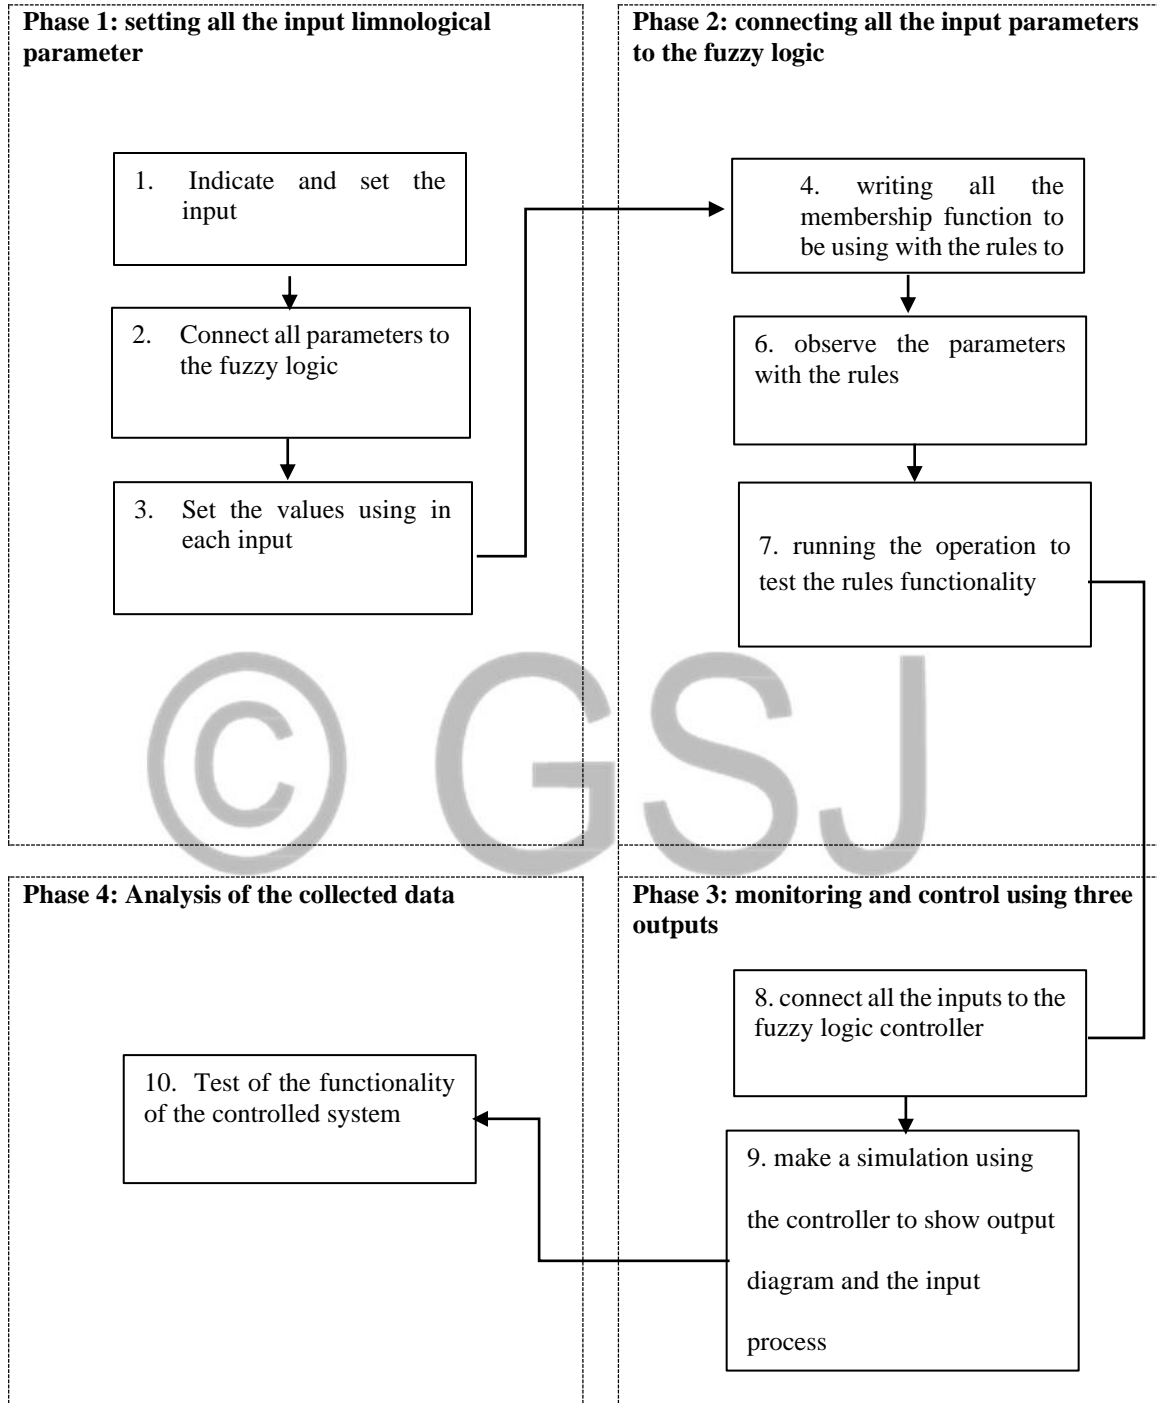 Phase 1: setting all the input limnological
parameter
1. Indicate and set the
input
2. Connect all parameters to
the fuzzy logic
3. Set the values using in
each input
Phase 2: connecting all the input parameters
to the fuzzy logic
4. writing all the
membership function to
be using with the rules to
6. observe the parameters
with the rules
7. running the operation to
test the rules functionality
© GSJ
Phase 3: monitoring and control using three
outputs
8. connect all the inputs to the
fuzzy logic controller
9. make a simulation using
the controller to show output
diagram and the input
process
Phase 4: Analysis of the collected data
10. Test of the functionality
of the controlled system